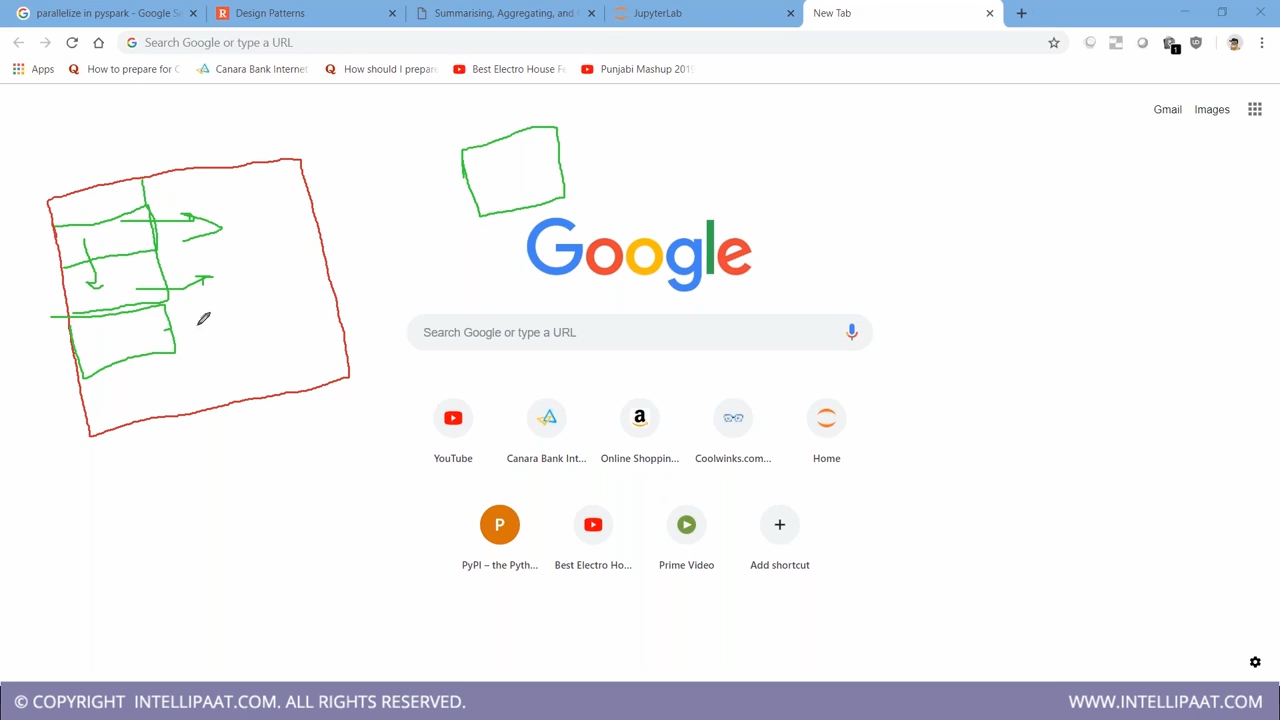 parallelize in pyspark - Google Se
Design Patterns
Summarising, Aggregating, and
JupyterLab
New Tab
Search Google or type a URL
1
Apps
How to prepare for
Canara Bank Internet
How should I prepare
Best Electro House Fe
Punjabi Mashup 2019
Gmail
Images
Google
Search Google or type a URL
YouTube
Canara Bank Int...
Online Shoppin...
Coolwinks.com...
Home
P
PyPI – the Pyth...
Best Electro Ho...
Prime Video
Add shortcut
© COPYRIGHT INTELLIPAAT.COM. ALL RIGHTS RESERVED.
WWW.INTELLIPAAT.COM